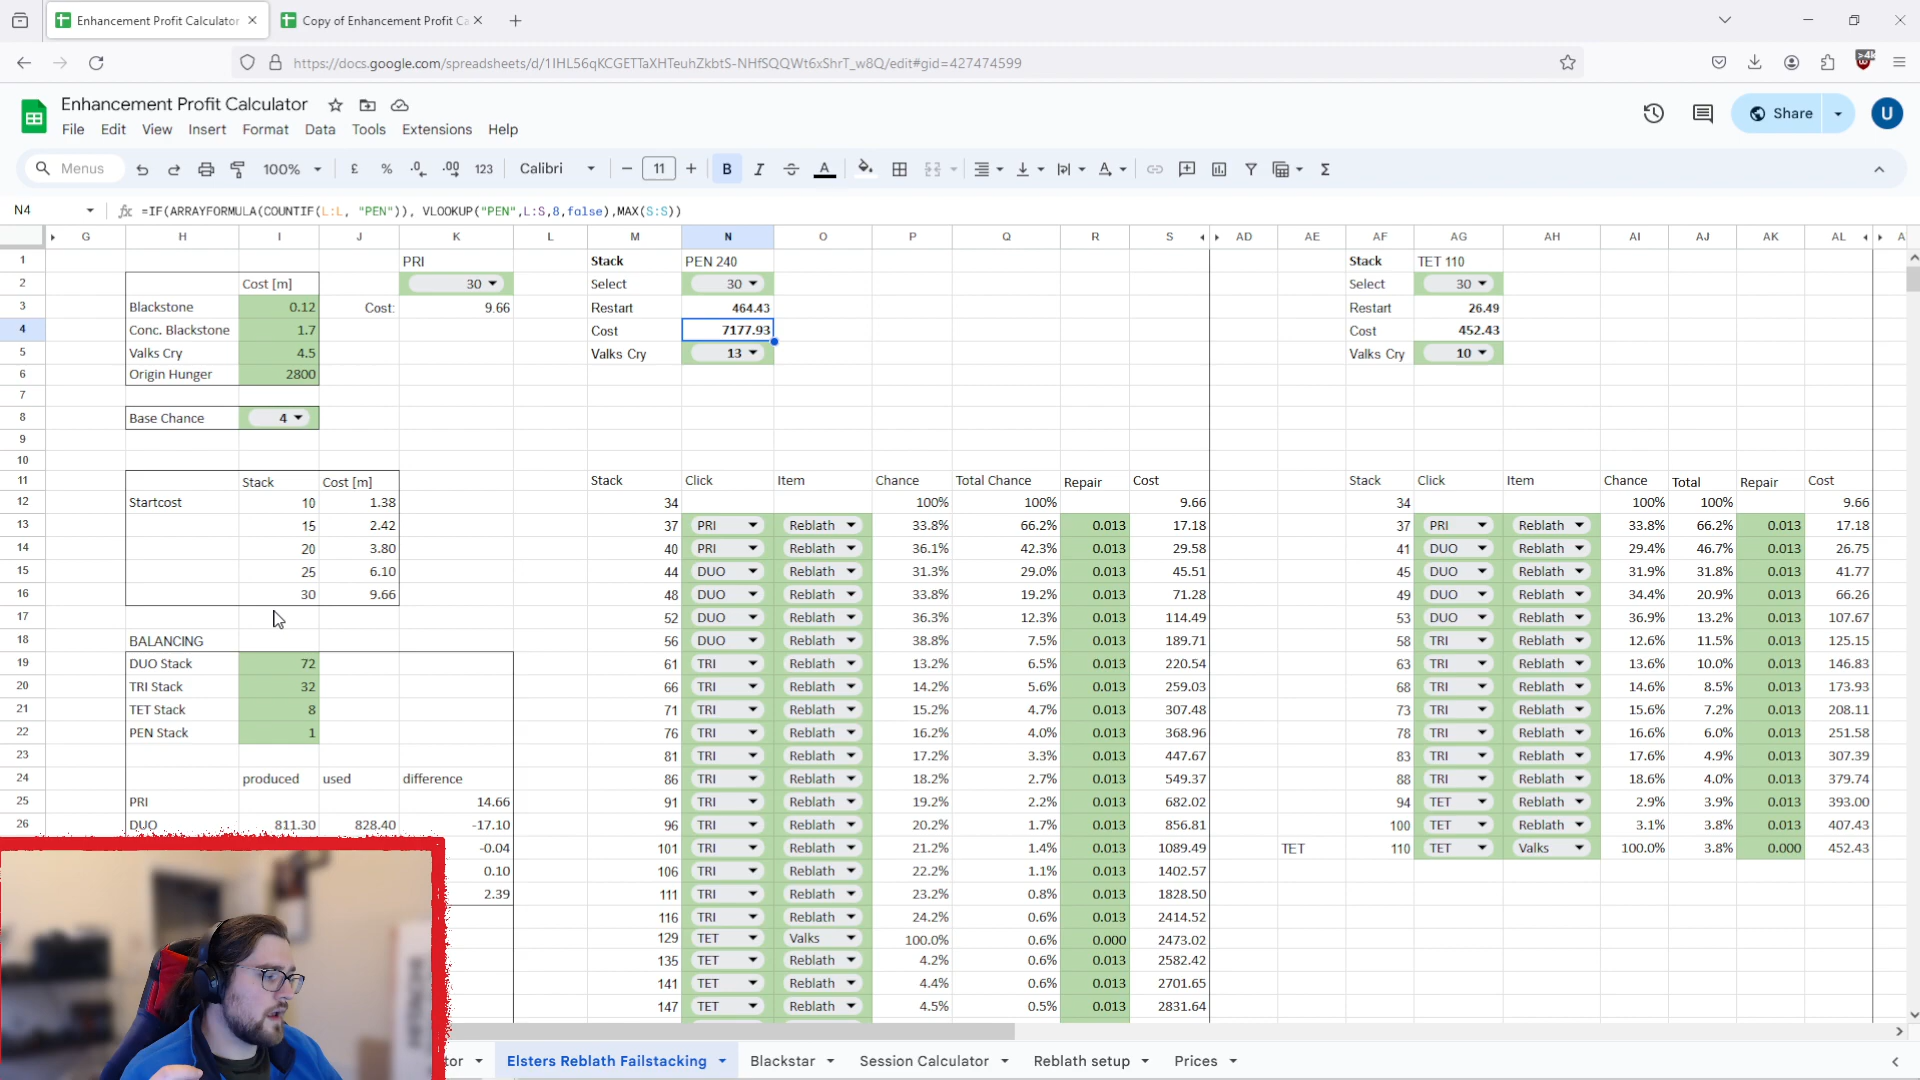 Enhancement Profit Calculator
Copy of Enhancement Profit Ca
https://docs.google.com/spreadsheets/d/1IHL56qKCGETTaXHTeuhZkbtS-NHfSQQWt6xShrT_w8Q/edit#gid=427474599
Enhancement Profit Calculator
Share
U
File Edit View Insert Format Data Tools Extensions Help
Menus 100% £ % .0 .00 123 Calibri 11 B I A Σ
N4 fx =IF(ARRAYFORMULA(COUNTIF(L:L, "PEN")), VLOOKUP("PEN",L:S,8,false),MAX(S:S))
G H I J K L M N O P Q R S AD AE AF AG AH AI AJ AK AL A
1 PRI Stack PEN 240 Stack TET 110
2 Cost [m] 30 Select 30 Select 30
3 Blackstone 0.12 Cost: 9.66 Restart 464.43 Restart 26.49
4 Conc. Blackstone 1.7 Cost 7177.93 Cost 452.43
5 Valks Cry 4.5 Valks Cry 13 Valks Cry 10
6 Origin Hunger 2800
7
8 Base Chance 4
9
10
11 Stack Cost [m] Stack Click Item Chance Total Chance Repair Cost Stack Click Item Chance Total Repair Cost
12 Startcost 10 1.38 34 100% 100% 9.66 34 100% 100% 9.66
13 15 2.42 37 PRI Reblath 33.8% 66.2% 0.013 17.18 37 PRI Reblath 33.8% 66.2% 0.013 17.18
14 20 3.80 40 PRI Reblath 36.1% 42.3% 0.013 29.58 41 DUO Reblath 29.4% 46.7% 0.013 26.75
15 25 6.10 44 DUO Reblath 31.3% 29.0% 0.013 45.51 45 DUO Reblath 31.9% 31.8% 0.013 41.77
16 30 9.66 48 DUO Reblath 33.8% 19.2% 0.013 71.28 49 DUO Reblath 34.4% 20.9% 0.013 66.26
17 52 DUO Reblath 36.3% 12.3% 0.013 114.49 53 DUO Reblath 36.9% 13.2% 0.013 107.67
18 BALANCING 56 DUO Reblath 38.8% 7.5% 0.013 189.71 58 TRI Reblath 12.6% 11.5% 0.013 125.15
19 DUO Stack 72 61 TRI Reblath 13.2% 6.5% 0.013 220.54 63 TRI Reblath 13.6% 10.0% 0.013 146.83
20 TRI Stack 32 66 TRI Reblath 14.2% 5.6% 0.013 259.03 68 TRI Reblath 14.6% 8.5% 0.013 173.93
21 TET Stack 8 71 TRI Reblath 15.2% 4.7% 0.013 307.48 73 TRI Reblath 15.6% 7.2% 0.013 208.11
22 PEN Stack 1 76 TRI Reblath 16.2% 4.0% 0.013 368.96 78 TRI Reblath 16.6% 6.0% 0.013 251.58
23 81 TRI Reblath 17.2% 3.3% 0.013 447.67 83 TRI Reblath 17.6% 4.9% 0.013 307.39
24 produced used difference 86 TRI Reblath 18.2% 2.7% 0.013 549.37 88 TRI Reblath 18.6% 4.0% 0.013 379.74
25 PRI 14.66 91 TRI Reblath 19.2% 2.2% 0.013 682.02 94 TET Reblath 2.9% 3.9% 0.013 393.00
26 DUO 811.30 828.40 -17.10 96 TRI Reblath 20.2% 1.7% 0.013 856.81 100 TET Reblath 3.1% 3.8% 0.013 407.43
-0.04 101 TRI Reblath 21.2% 1.4% 0.013 1089.49 TET 110 TET Valks 100.0% 3.8% 0.000 452.43
0.10 106 TRI Reblath 22.2% 1.1% 0.013 1402.57
2.39 111 TRI Reblath 23.2% 0.8% 0.013 1828.50
116 TRI Reblath 24.2% 0.6% 0.013 2414.52
129 TET Valks 100.0% 0.6% 0.000 2473.02
135 TET Reblath 4.2% 0.6% 0.013 2582.42
141 TET Reblath 4.4% 0.6% 0.013 2701.65
147 TET Reblath 4.5% 0.5% 0.013 2831.64
tor Elsters Reblath Failstacking Blackstar Session Calculator Reblath setup Prices